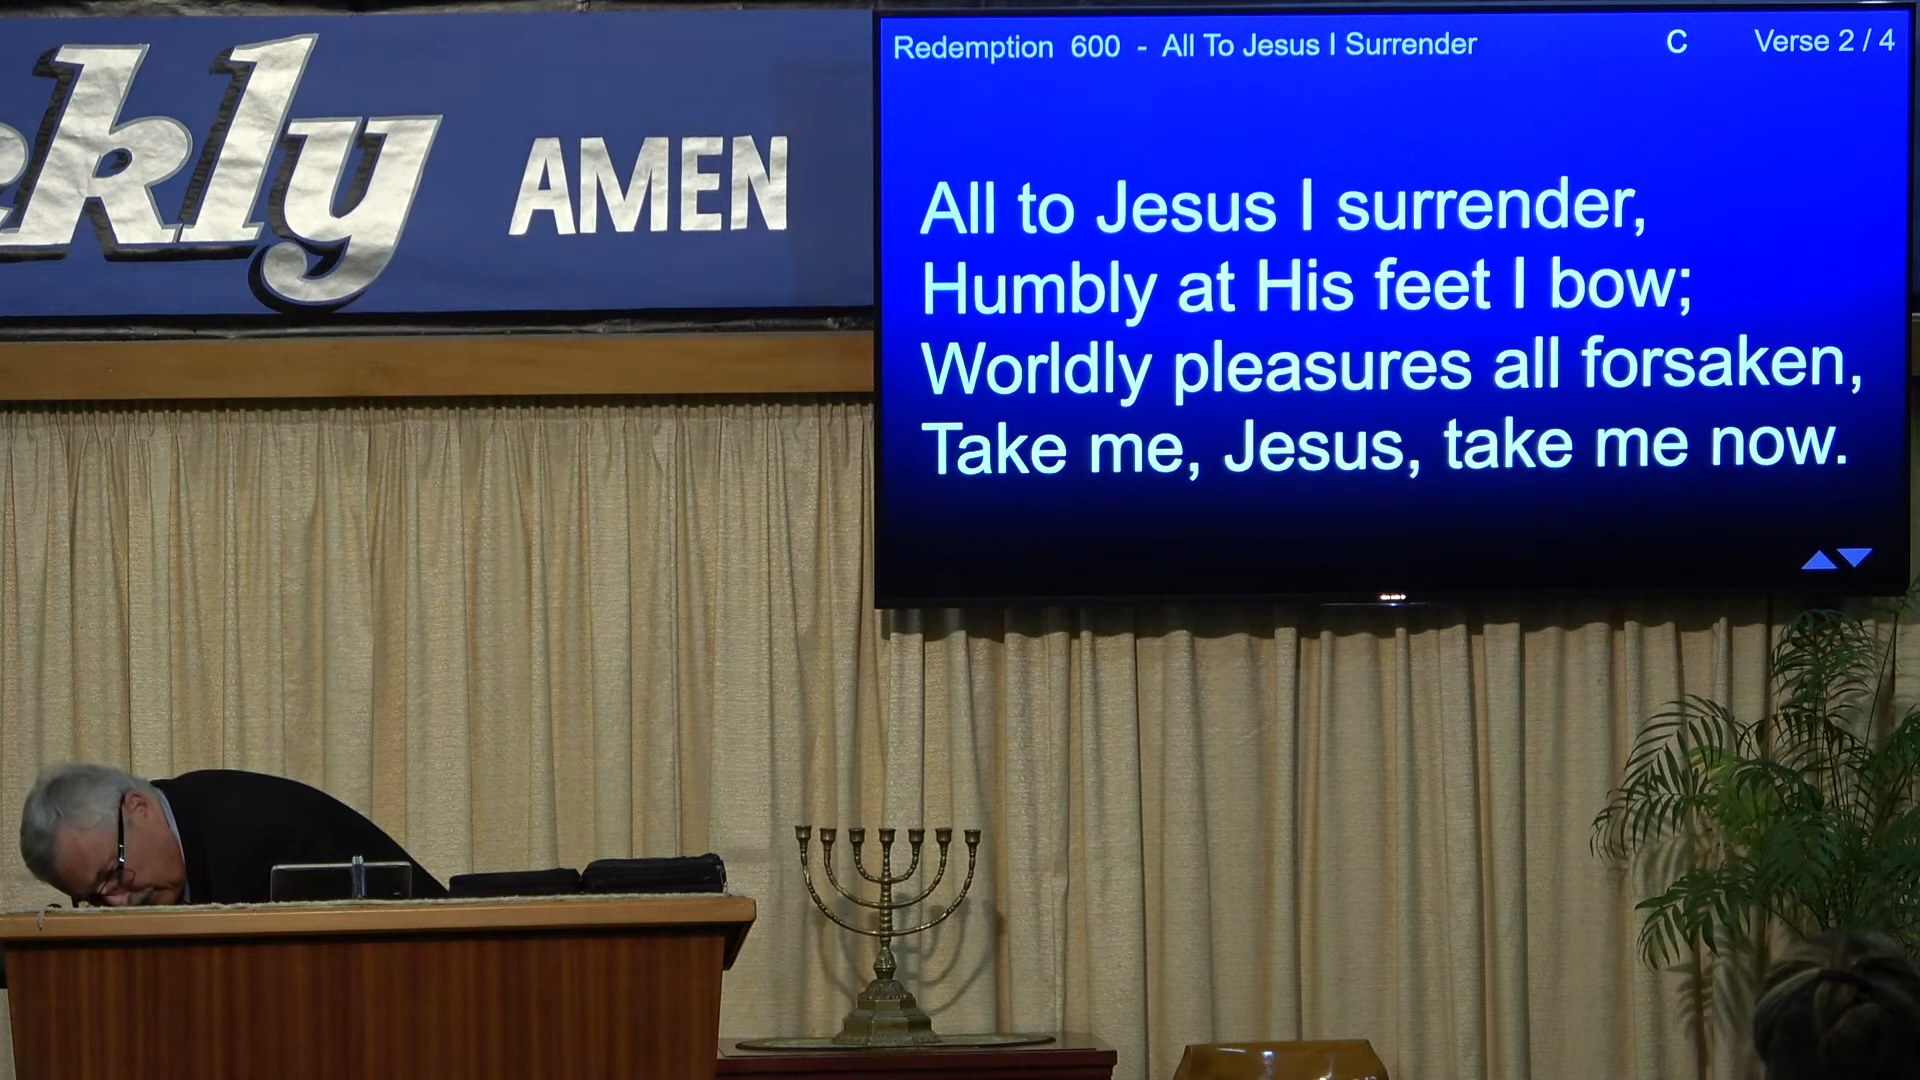 kly AMEN
Redemption 600 - All To Jesus I Surrender C Verse 2 / 4
All to Jesus I surrender,
Humbly at His feet I bow;
Worldly pleasures all forsaken,
Take me, Jesus, take me now.